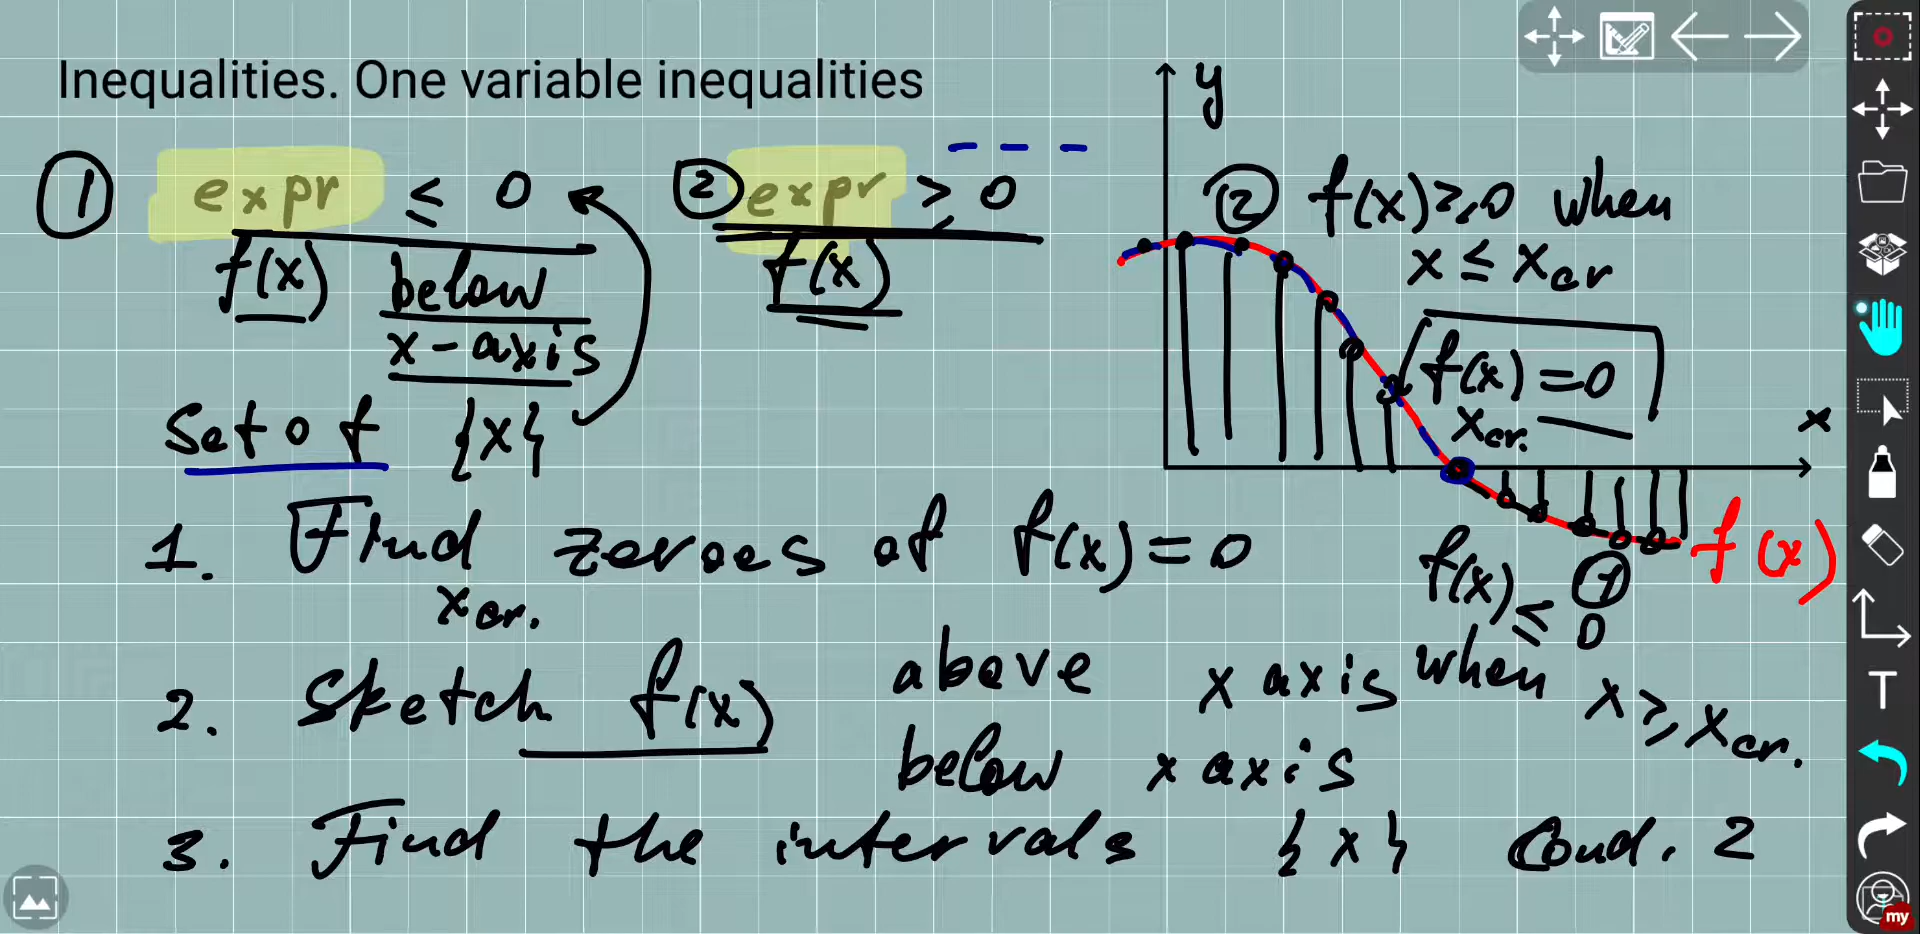 Inequalities. One variable inequalities
① expr ≤ 0
f(x) below
x-axis
② expr ≥ 0
f(x)
Set of {x}
1. Find zeroes of f(x)=0
xcr.
2. Sketch f(x) above x axis
below x axis
3. Find the intervals {x} Cond. 2
y
② f(x)≥0 when
x ≤ xcr
f(x)=0
xcr.
x
f(x)
f(x) ≤ 0 ①
when x ≥ xcr.
T
my